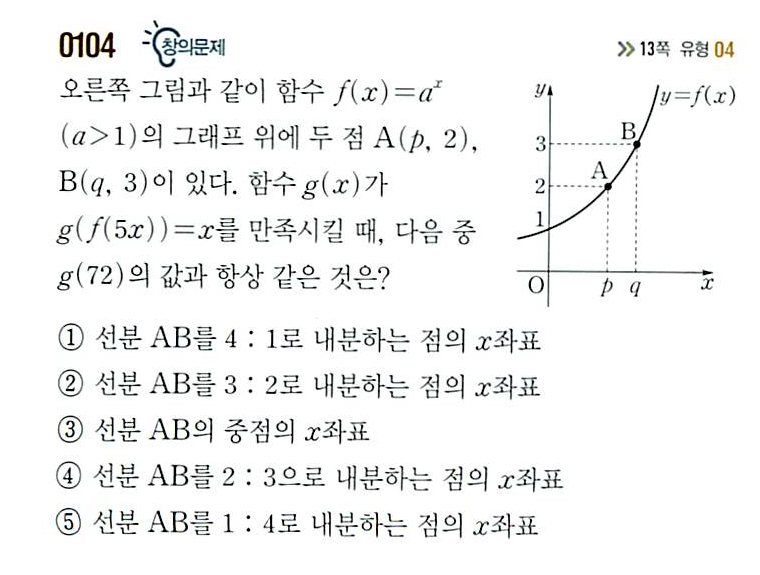 0104 창의문제
>> 13쪽 유형 04
오른쪽 그림과 같이 함수 f(x)=aˣ
(a>1)의 그래프 위에 두 점 A(p, 2),
B(q, 3)이 있다. 함수 g(x)가
g(f(5x))=x를 만족시킬 때, 다음 중
g(72)의 값과 항상 같은 것은?
y
y=f(x)
3
B
2
A
1
O
p
q
x
① 선분 AB를 4 : 1로 내분하는 점의 x좌표
② 선분 AB를 3 : 2로 내분하는 점의 x좌표
③ 선분 AB의 중점의 x좌표
④ 선분 AB를 2 : 3으로 내분하는 점의 x좌표
⑤ 선분 AB를 1 : 4로 내분하는 점의 x좌표